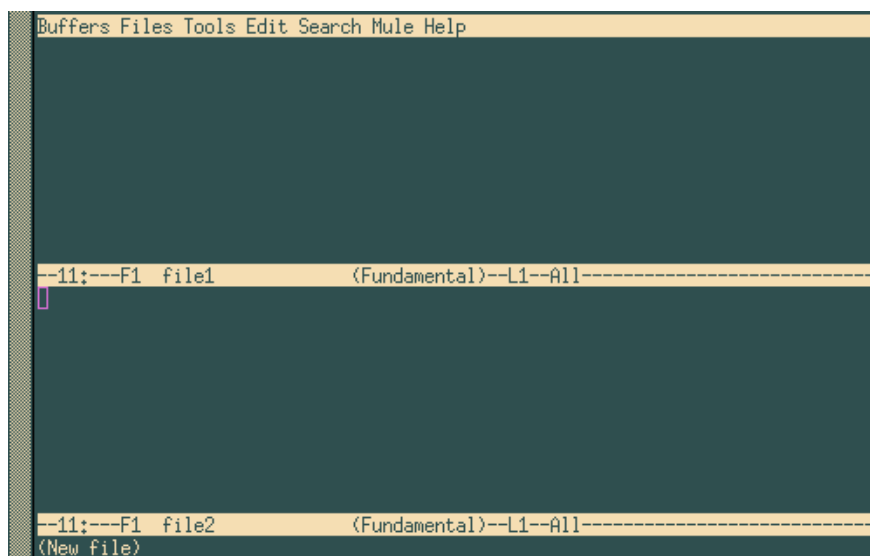 Buffers Files Tools Edit Search Mule Help
--11:---F1  file1             (Fundamental)--L1--All----------------------------
--11:---F1  file2             (Fundamental)--L1--All----------------------------
(New file)